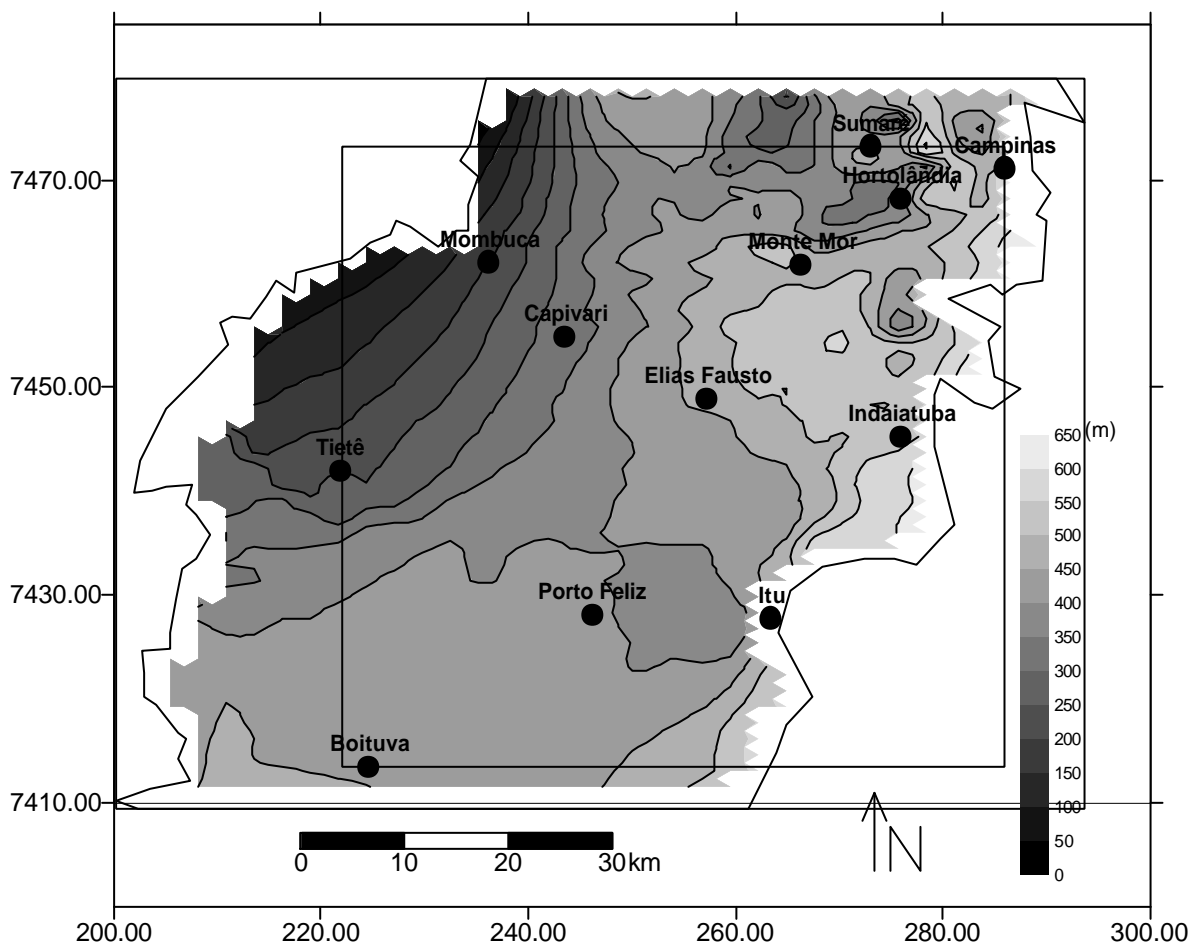 Sumaré
Campinas
7470.00
Hortolândia
Mombuca
Monte Mor
Capivari
7450.00
Elias Fausto
Indaiatuba
650 (m)
Tietê
600
550
500
450
7430.00
Porto Feliz
Itu
400
350
300
250
200
Boituva
150
7410.00
100
50
0
0 10 20 30km
N
200.00 220.00 240.00 260.00 280.00 300.00